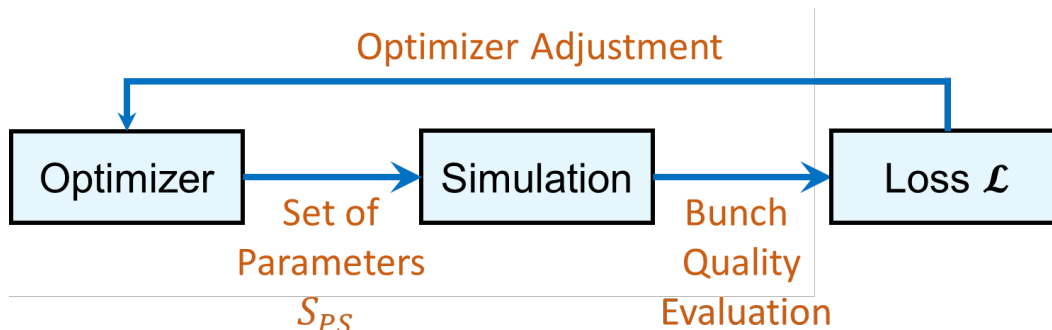 Optimizer Adjustment
Optimizer
Simulation
Loss ℒ
Set of
Parameters
S_PS
Bunch
Quality
Evaluation